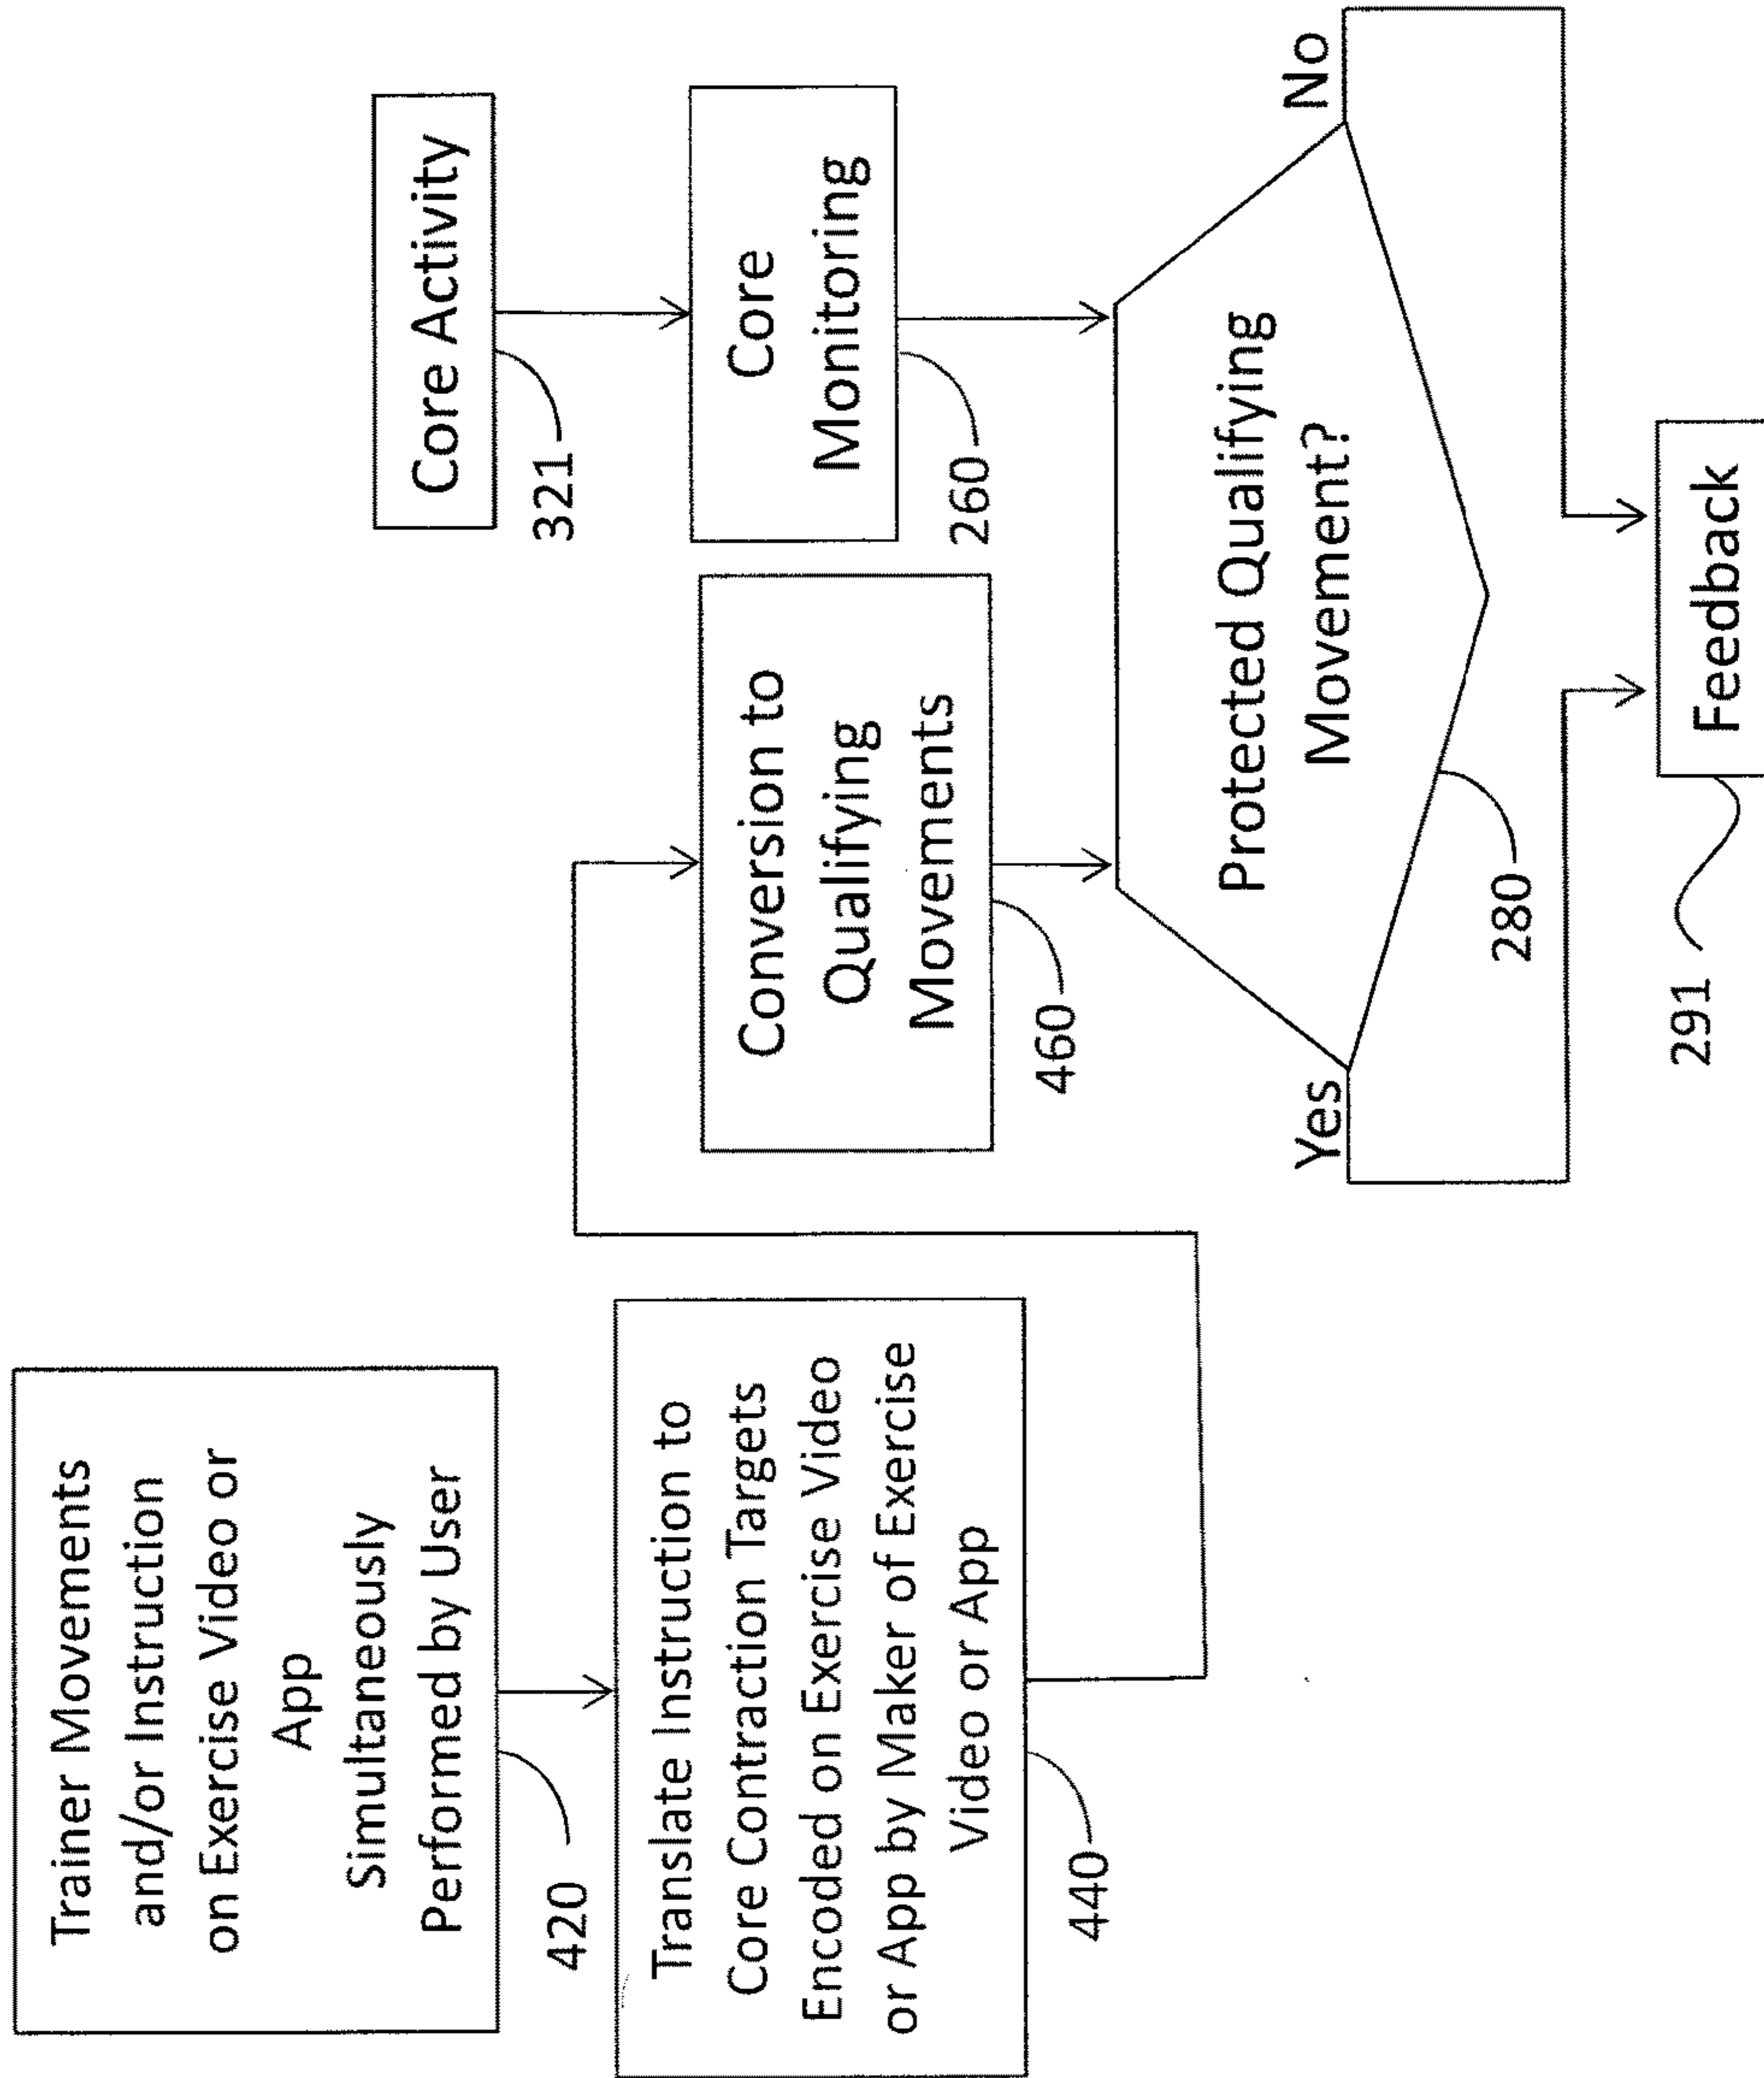 Trainer Movements
and/or Instruction
on Exercise Video or
App
Simultaneously
Performed by User
420
Translate Instruction to
Core Contraction Targets
Encoded on Exercise Video
or App by Maker of Exercise
Video or App
440
Conversion to
Qualifying
Movements
460
Core Activity
321
Core
Monitoring
260
Protected Qualifying
Movement?
280
Yes
No
Feedback
291